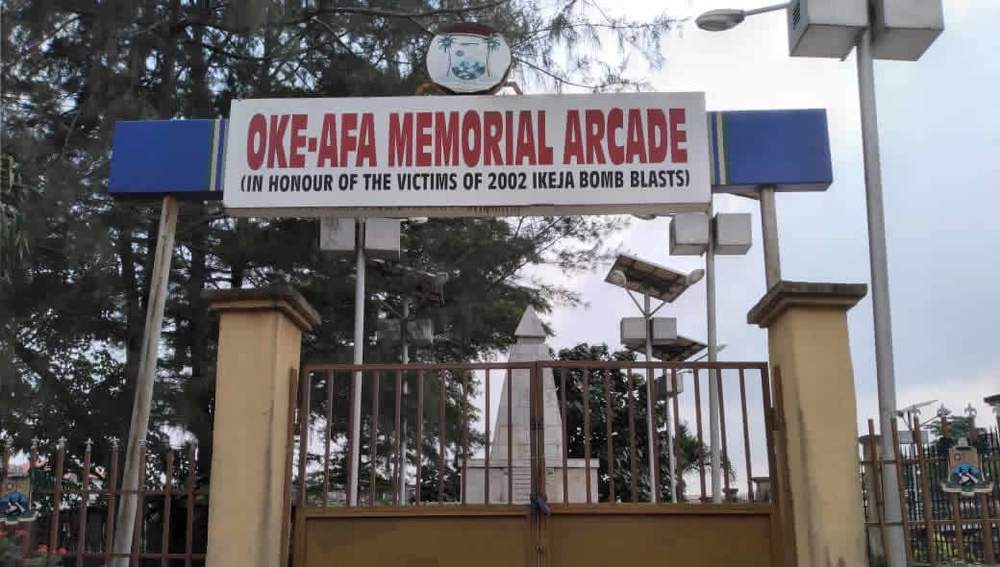 OKE-AFA MEMORIAL ARCADE
(IN HONOUR OF THE VICTIMS OF 2002 IKEJA BOMB BLASTS)